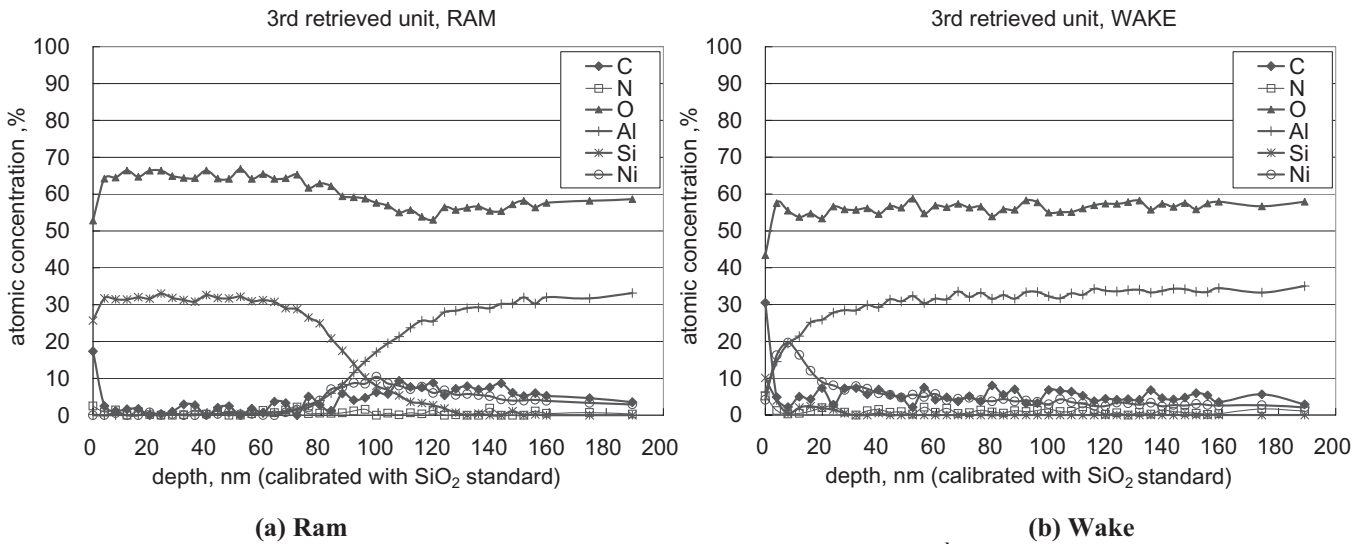 3rd retrieved unit, RAM
100
90
80
70
60
50
40
30
20
10
0
atomic concentration ,%
C
N
O
Al
Si
Ni
0 20 40 60 80 100 120 140 160 180 200
depth, nm (calibrated with SiO₂ standard)
(a) Ram
3rd retrieved unit, WAKE
100
90
80
70
60
50
40
30
20
10
0
atomic concentration ,%
C
N
O
Al
Si
Ni
0 20 40 60 80 100 120 140 160 180 200
depth, nm (calibrated with SiO₂ standard)
(b) Wake